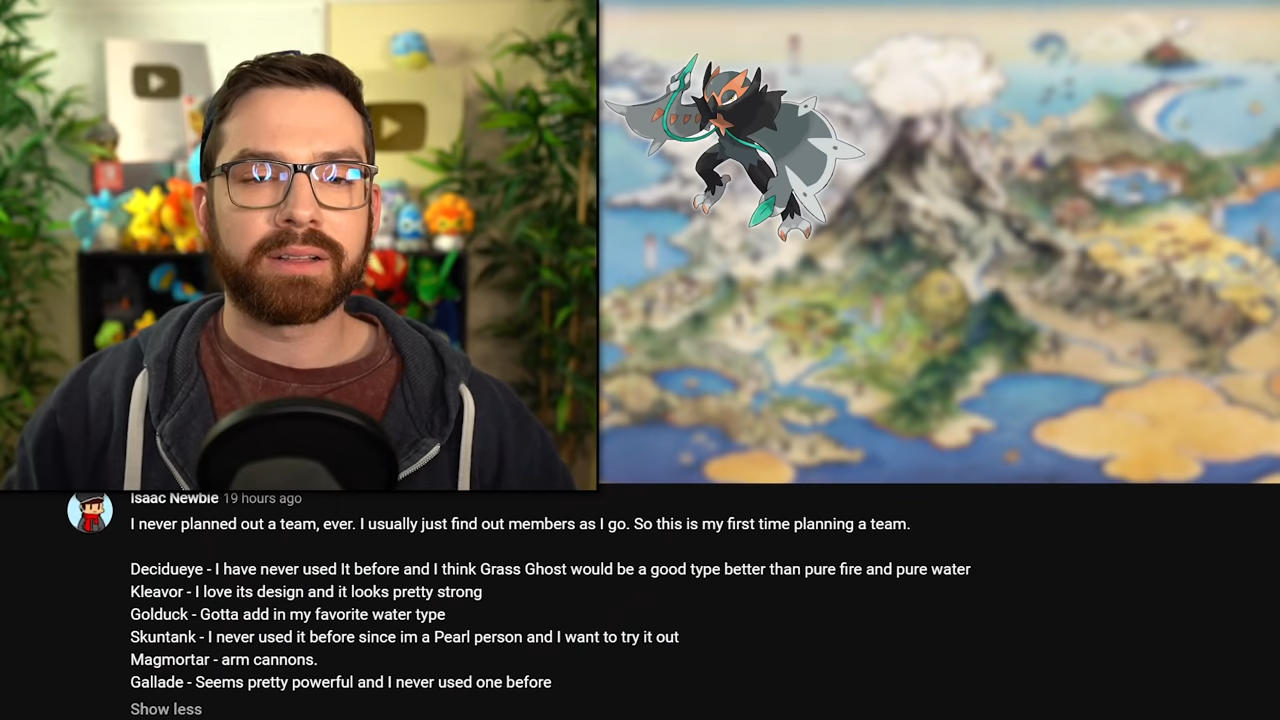 Isaac Newbie 19 hours ago
I never planned out a team, ever. I usually just find out members as I go. So this is my first time planning a team.
Decidueye - I have never used It before and I think Grass Ghost would be a good type better than pure fire and pure water
Kleavor - I love its design and it looks pretty strong
Golduck - Gotta add in my favorite water type
Skuntank - I never used it before since im a Pearl person and I want to try it out
Magmortar - arm cannons.
Gallade - Seems pretty powerful and I never used one before
Show less